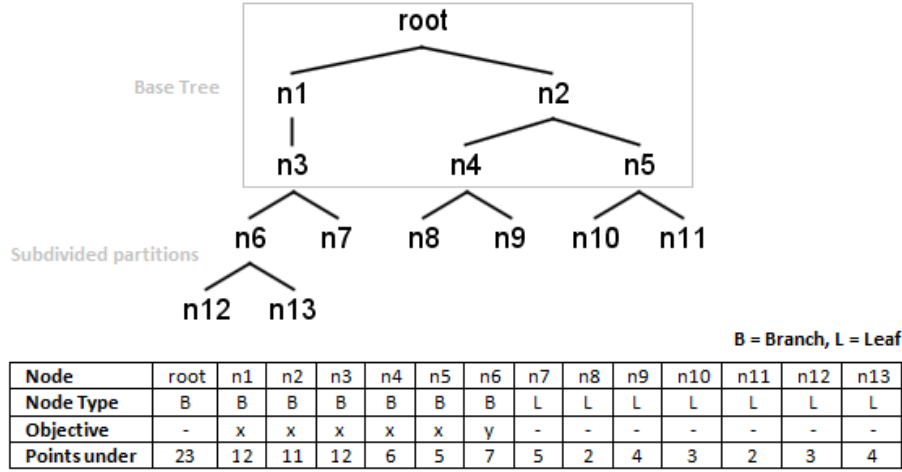 root
Base Tree
n1 n2
n3 n4 n5
n6 n7 n8 n9 n10 n11
Subdivided partitions
n12 n13
B = Branch, L = Leaf
Node root n1 n2 n3 n4 n5 n6 n7 n8 n9 n10 n11 n12 n13
Node Type B B B B B B B L L L L L L L
Objective - x x x x x y - - - - - - -
Points under 23 12 11 12 6 5 7 5 2 4 3 2 3 4